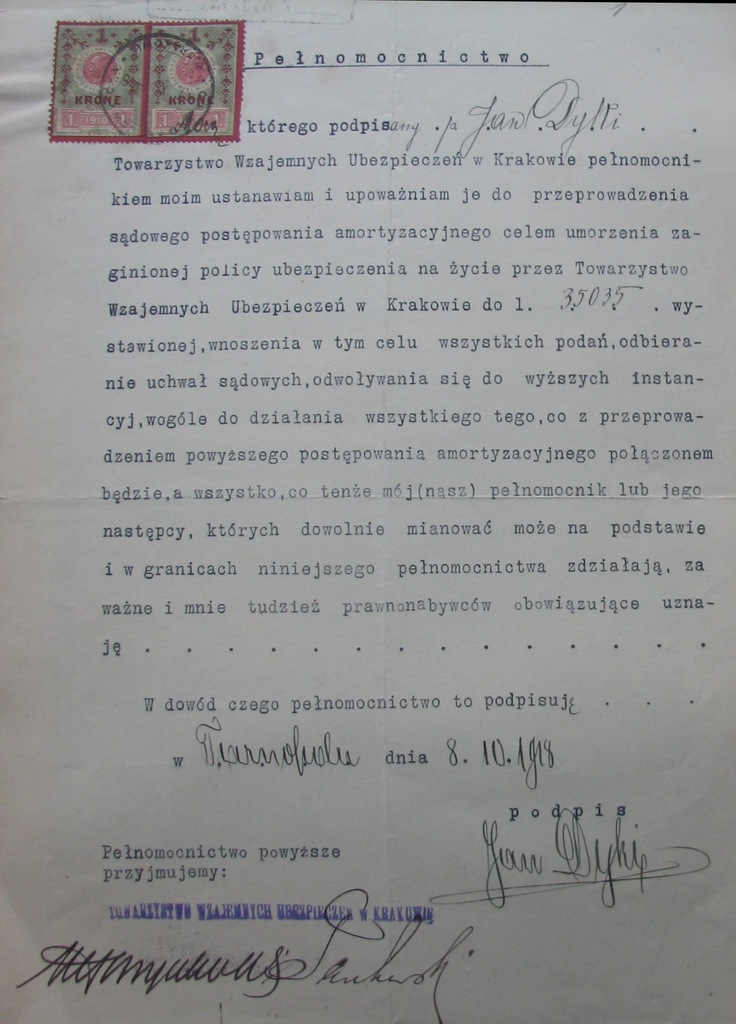 1
1 1
KRONE KRONE
1 1910 1 1 1
Pełnomocnictwo
Mocą którego podpisany .p Jan Dyki . .
Towarzystwo Wzajemnych Ubezpieczeń w Krakowie pełnomocni-
kiem moim ustanawiam i upoważniam je do przeprowadzenia
sądowego postępowania amortyzacyjnego celem umorzenia za-
ginionej policy ubezpieczenia na życie przez Towarzystwo
Wzajemnych Ubezpieczeń w Krakowie do l. 35035 . wy-
stawionej,wnoszenia w tym celu wszystkich podań,odbiera-
nie uchwał sądowych,odwoływania się do wyższych instan-
cyj,wogóle do działania wszystkiego tego,co z przeprowa-
dzeniem powyższego postępowania amortyzacyjnego połączonem
będzie,a wszystko,co tenże mój(nasz) pełnomocnik lub jego
następcy, których dowolnie mianować może na podstawie
i w granicach niniejszego pełnomocnictwa zdziałają, za
ważne i mnie tudzież prawnonabywców obowiązujące uzna-
ję . . . . . . . . . . . . . . .
W dowód czego pełnomocnictwo to podpisuję . . .
w Tarnopolu dnia 8.10.1918
podpis
Jan Dyki
Pełnomocnictwo powyższe
przyjmujemy:
TOWARZYSTWO WZAJEMNYCH UBEZPIECZEŃ W KRAKOWIE